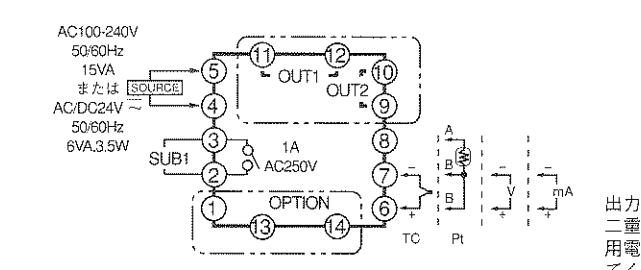 AC100-240V
50/60Hz
15VA
または
SOURCE
AC/DC24V ⎓
50/60Hz
6VA.3.5W
5
4
3
2
1
SUB1
1A
AC250V
11
12
OUT1
OUT2
10
9
8
7
6
OPTION
13
14
−
+
TC
A
B
B
Pt
−
V
+
−
mA
+
出力
二重
用電